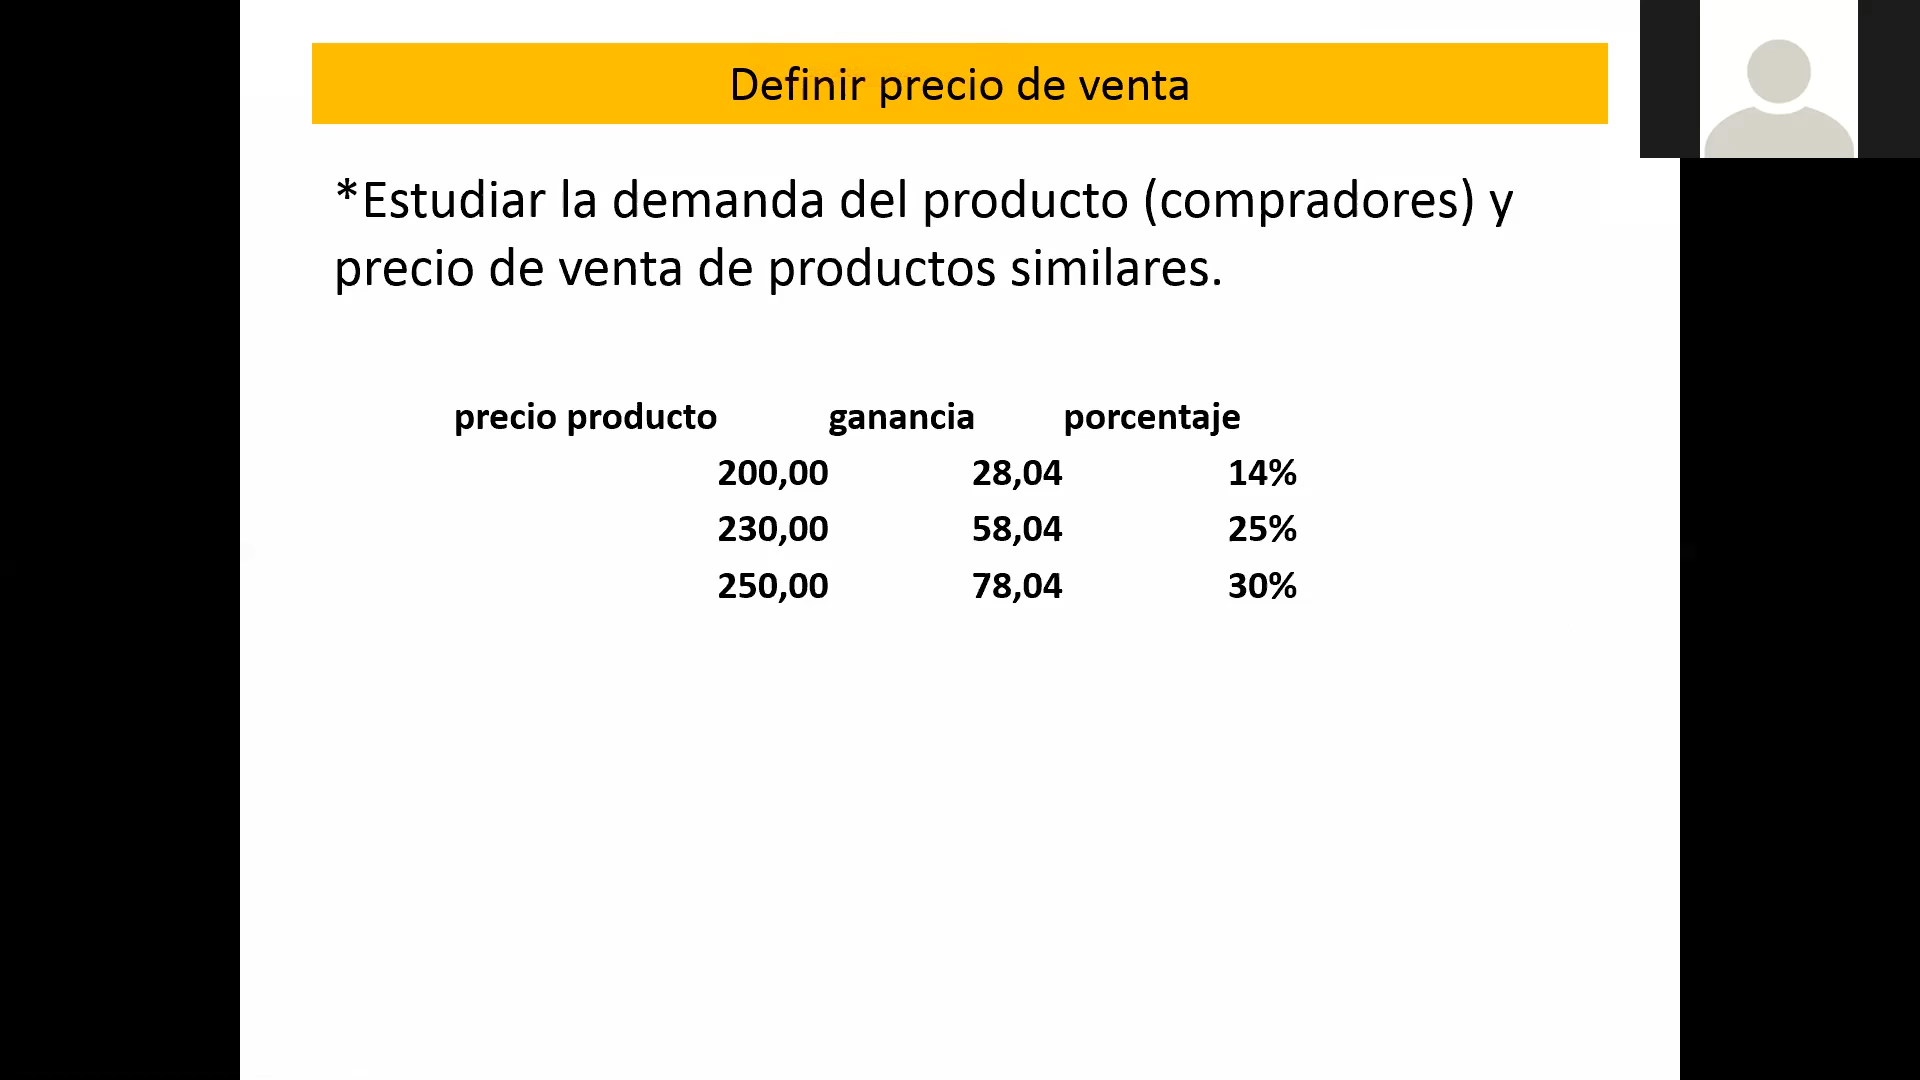 Definir precio de venta
*Estudiar la demanda del producto (compradores) y
precio de venta de productos similares.
precio producto ganancia porcentaje
200,00 28,04 14%
230,00 58,04 25%
250,00 78,04 30%